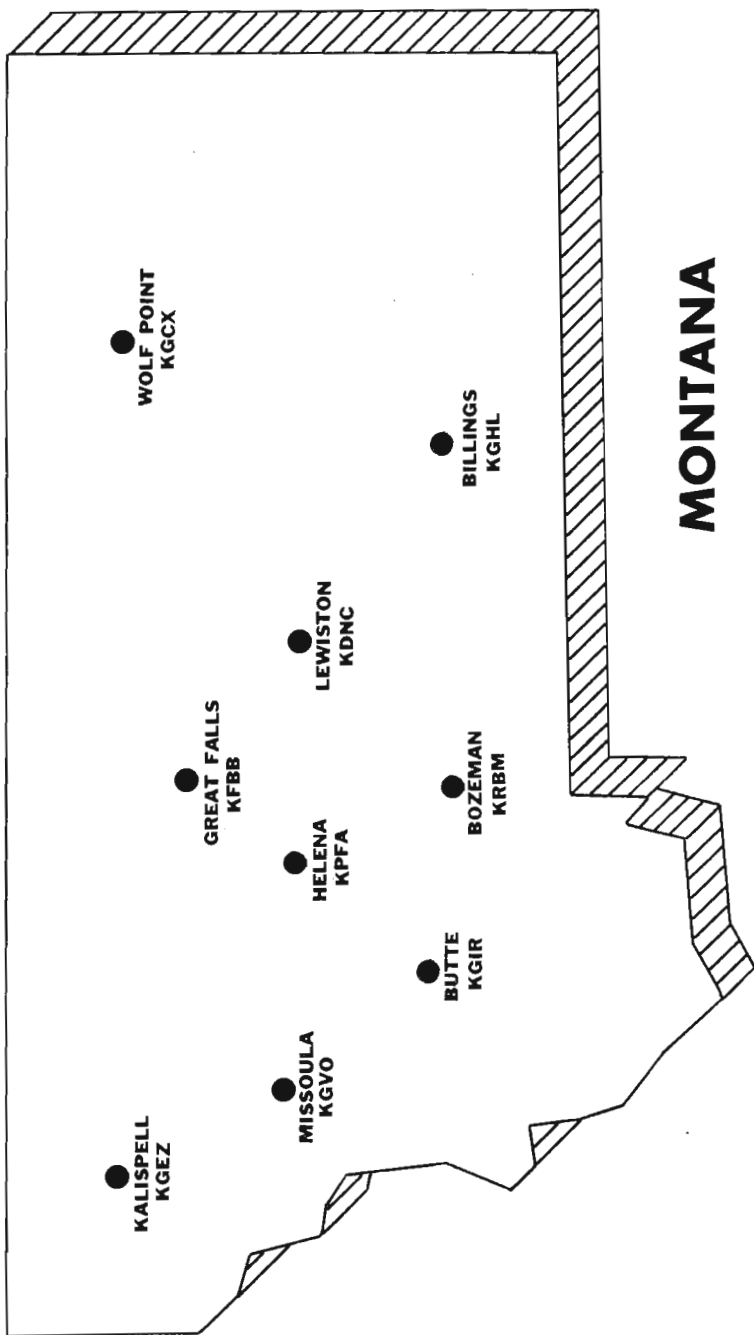 WOLF POINT
KGCX
KALISPELL
KGEZ
GREAT FALLS
KFBB
MISSOULA
KGVO
HELENA
KPFA
LEWISTON
KDNC
BUTTE
KGIR
BOZEMAN
KRBM
BILLINGS
KGHL
MONTANA